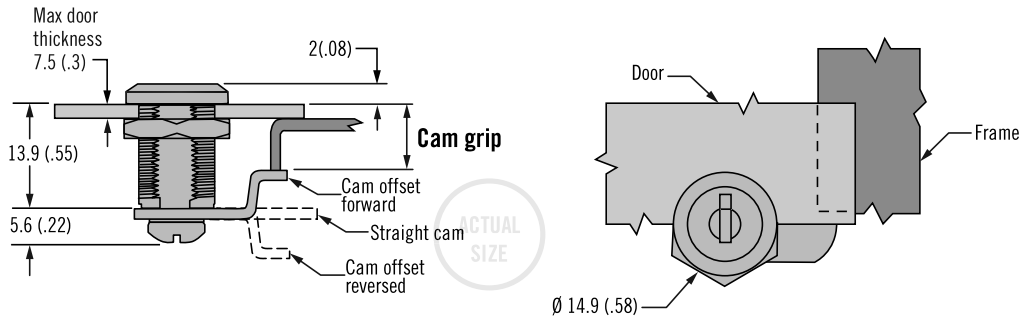 Max door
thickness
7.5 (.3)
2(.08)
13.9 (.55)
Cam grip
Cam offset
forward
5.6 (.22)
Straight cam
Cam offset
reversed
ACTUAL
SIZE
Door
Frame
Ø 14.9 (.58)